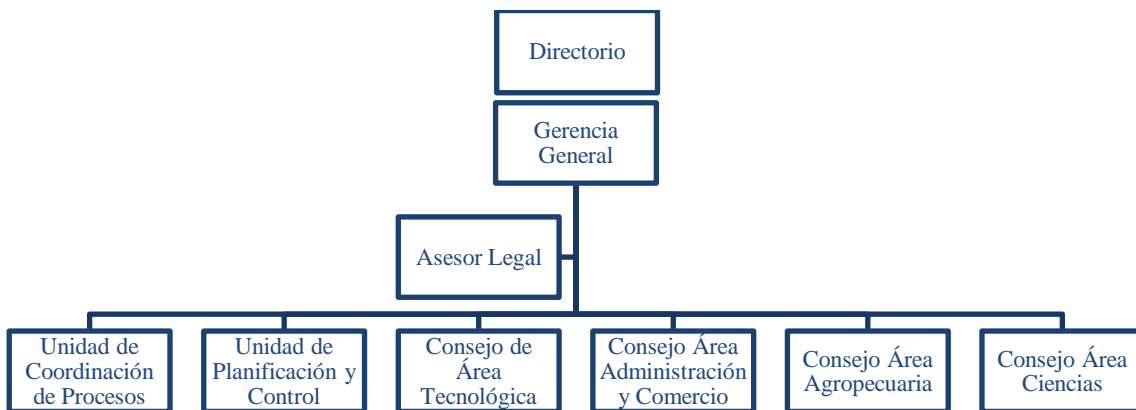 Directorio
Gerencia
General
Asesor Legal
Unidad de
Coordinación
de Procesos
Unidad de
Planificación y
Control
Consejo de
Área
Tecnológica
Consejo Área
Administración
y Comercio
Consejo Área
Agropecuaria
Consejo Área
Ciencias